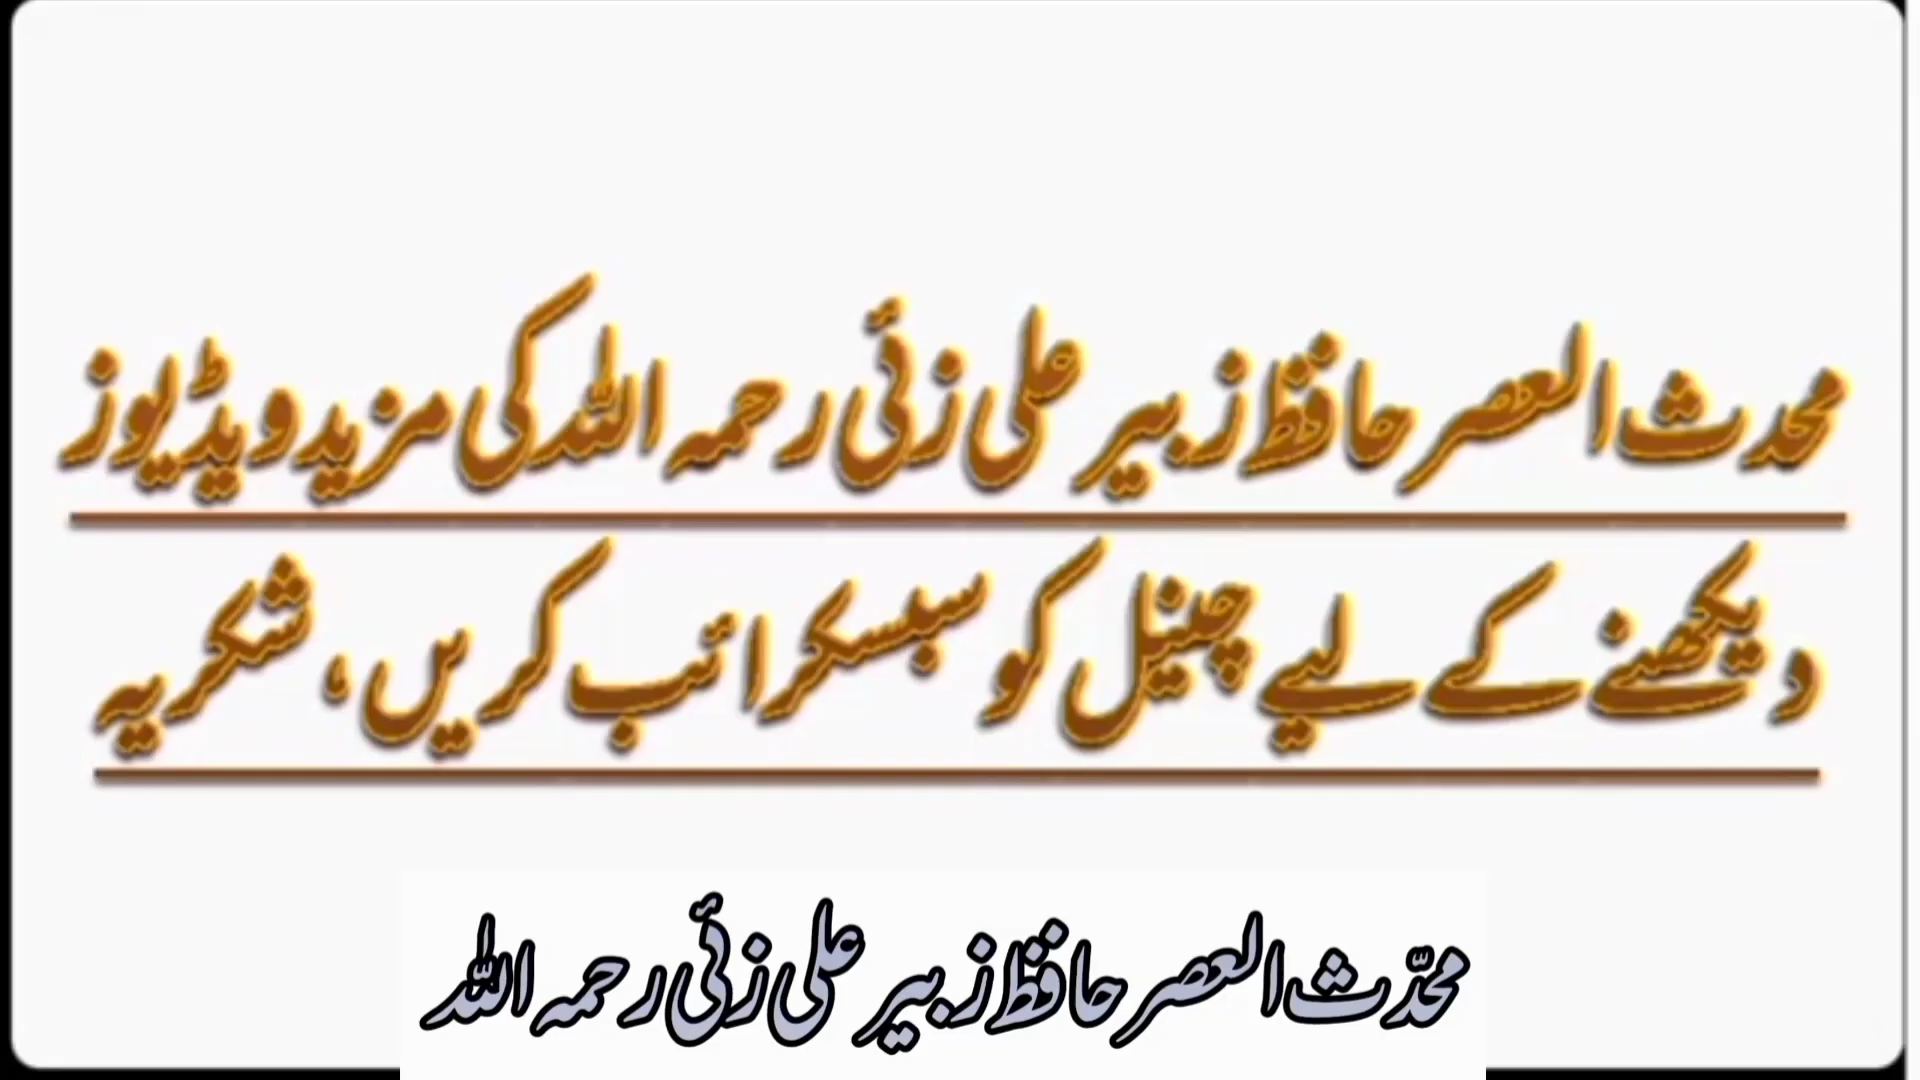 محدث العصر حافظ زبیر علی زئی رحمہ اللہ کی مزید ویڈیوز
دیکھنے کے لیے چینیل کو سبسکرائب کریں، شکریہ
محدّث العصر حافظ زبیر علی زئی رحمہ اللہ